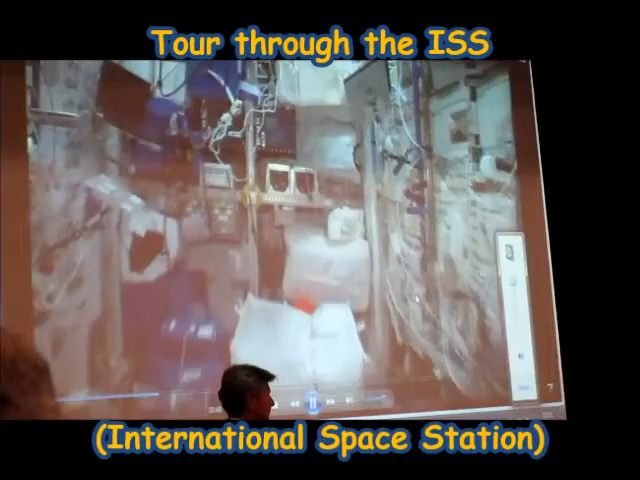 Tour through the ISS
(International Space Station)